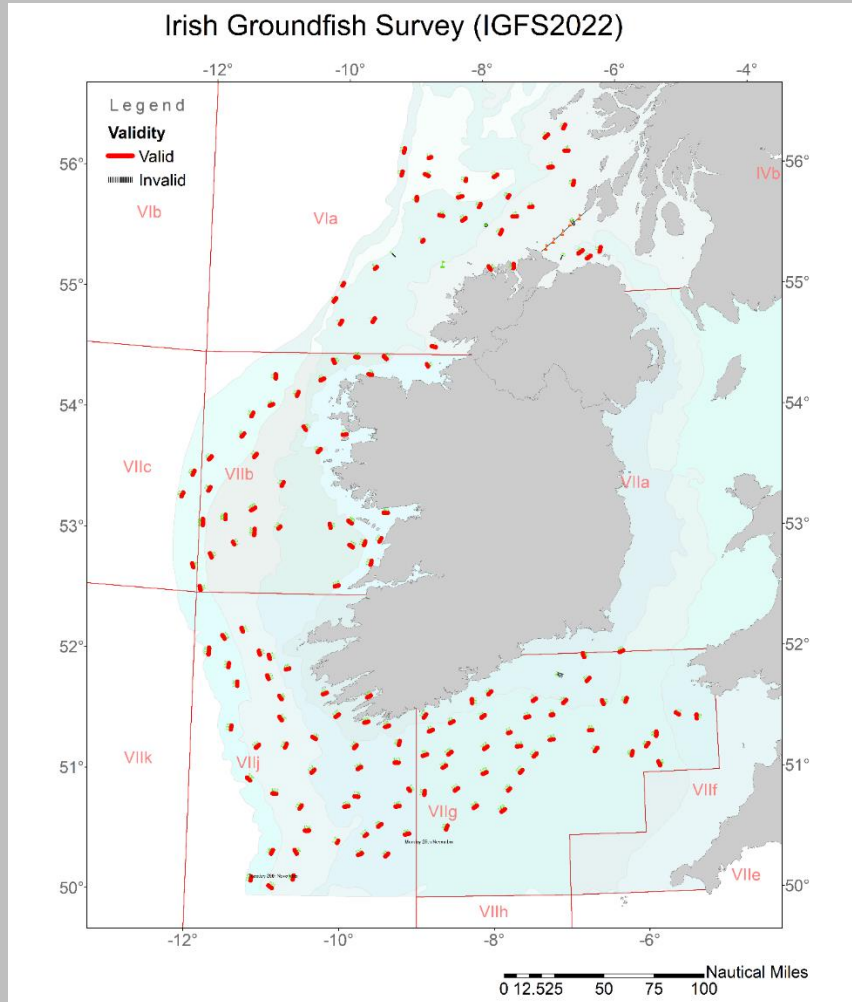 Irish Groundfish Survey (IGFS2022)
-12° -10° -8° -6° -4°
Legend
Validity
Valid
Invalid
56° 56°
IVb
VIb
VIa
55° 55°
54° 54°
VIIc
VIIb
VIIa
53° 53°
52° 52°
VIIk
VIIj
51° 51°
VIIf
VIIg
50° 50°
VIIe
VIIh
-12° -10° -8° -6°
Nautical Miles
0 12.525 50 75 100